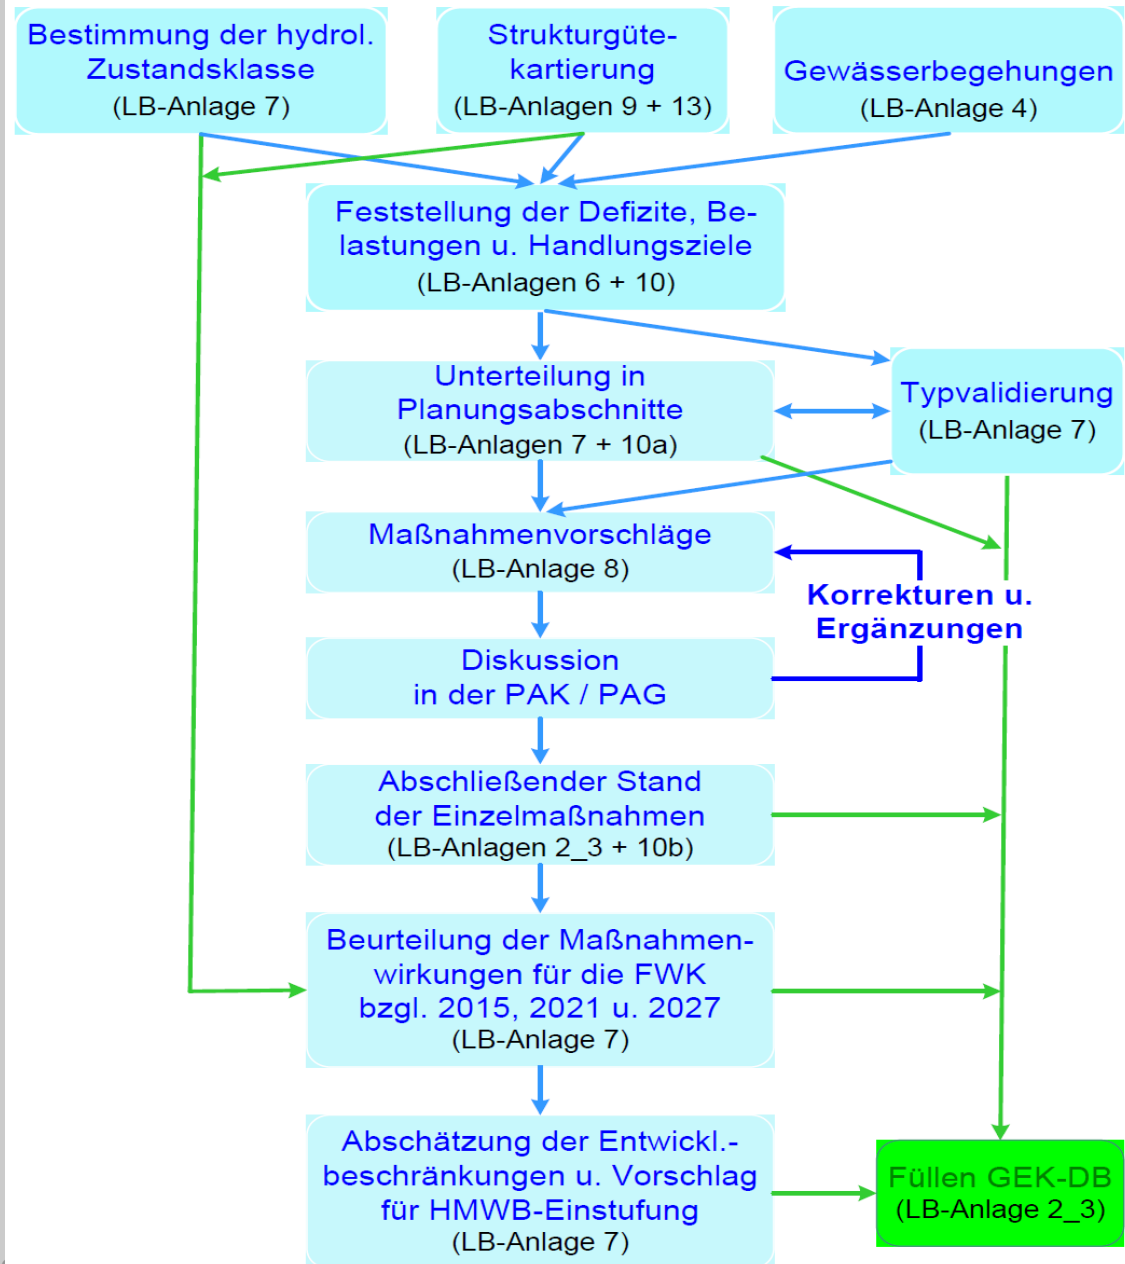 Bestimmung der hydrol.
Zustandsklasse
(LB-Anlage 7)
Strukturgüte-
kartierung
(LB-Anlagen 9 + 13)
Gewässerbegehungen
(LB-Anlage 4)
Feststellung der Defizite, Be-
lastungen u. Handlungsziele
(LB-Anlagen 6 + 10)
Unterteilung in
Planungsabschnitte
(LB-Anlagen 7 + 10a)
Typvalidierung
(LB-Anlage 7)
Maßnahmenvorschläge
(LB-Anlage 8)
Korrekturen u.
Ergänzungen
Diskussion
in der PAK / PAG
Abschließender Stand
der Einzelmaßnahmen
(LB-Anlagen 2_3 + 10b)
Beurteilung der Maßnahmen-
wirkungen für die FWK
bzgl. 2015, 2021 u. 2027
(LB-Anlage 7)
Abschätzung der Entwickl.-
beschränkungen u. Vorschlag
für HMWB-Einstufung
(LB-Anlage 7)
Füllen GEK-DB
(LB-Anlage 2_3)